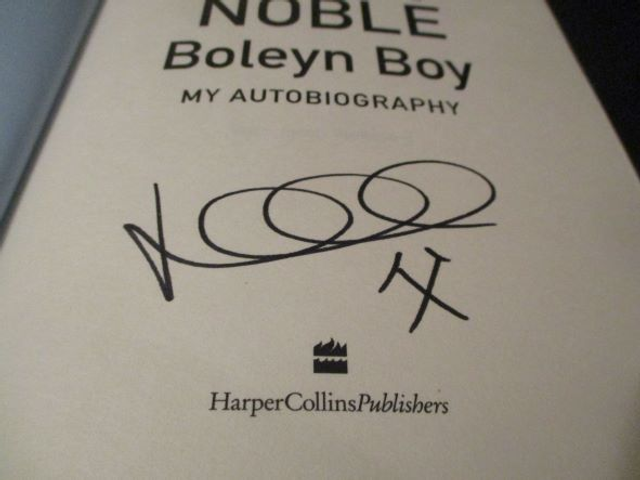 NOBLE
Boleyn Boy
MY AUTOBIOGRAPHY
HarperCollinsPublishers